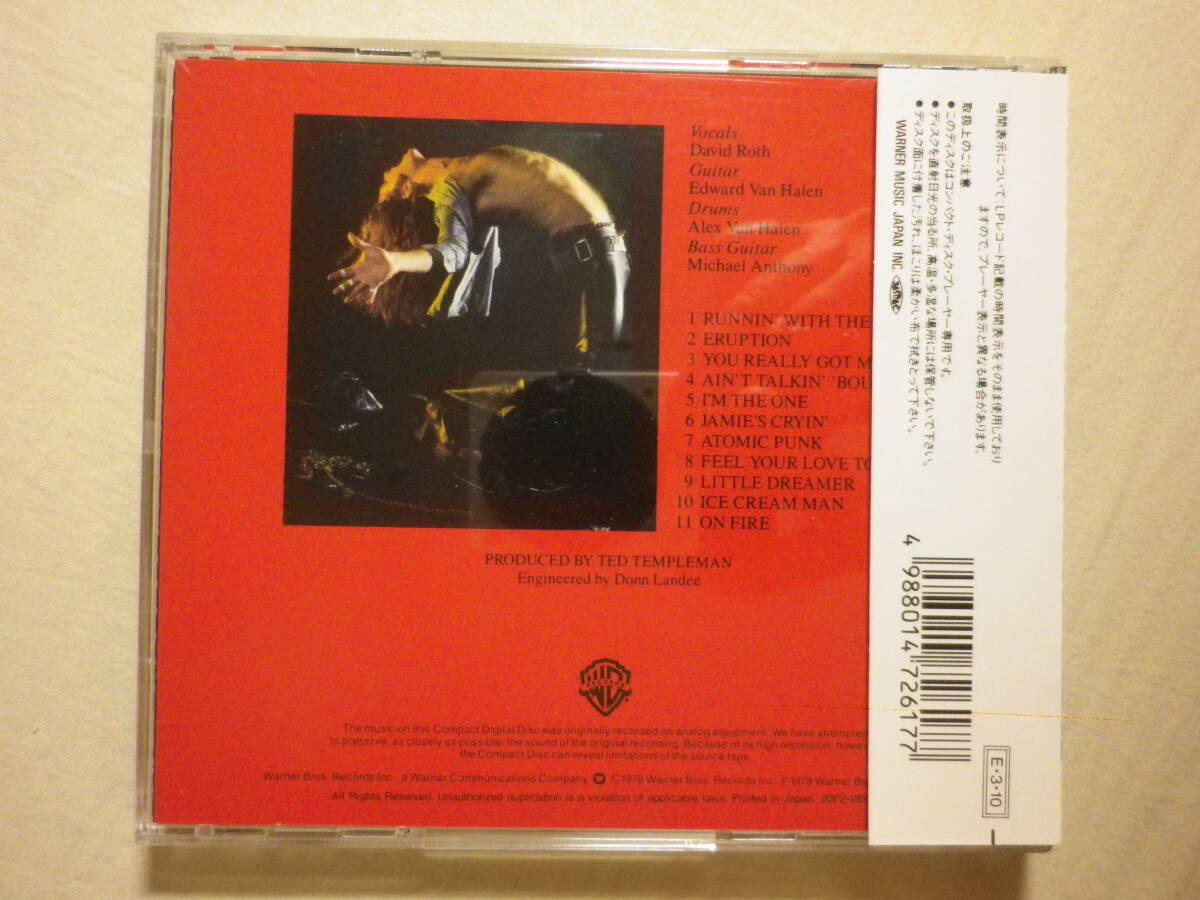 Vocals
David Roth
Guitar
Edward Van Halen
Drums
Alex Van Halen
Bass Guitar
Michael Anthony
1 RUNNIN' WITH THE
2 ERUPTION
3 YOU REALLY GOT M
4 AIN'T TALKIN' 'BOU
5 I'M THE ONE
6 JAMIE'S CRYIN'
7 ATOMIC PUNK
8 FEEL YOUR LOVE TO
9 LITTLE DREAMER
10 ICE CREAM MAN
11 ON FIRE
PRODUCED BY TED TEMPLEMAN
Engineered by Donn Landee
RECORDS
The music on this Compact Digital Disc was originally recorded on analog equipment. We have attempted
to preserve, as closely as possible, the sound of the original recording. Because of its high resolution, howev
the Compact Disc can reveal limitations of the source tape.
Warner Bros. Records Inc., a Warner Communications Company © 1978 Warner Bros. Records Inc. ℗ 1978 Warner Br
All Rights Reserved. Unauthorized duplication is a violation of applicable laws. Printed in Japan. 20P2-261
時間表示について:LPレコード記載の時間表示をそのまま使用しており
ますので、プレーヤー表示と異なる場合があります。
取扱上のご注意
●このディスクはコンパクト・ディスク・プレーヤー専用です。
●ディスクを直射日光の当る所、高温・多湿な場所には保管しないで下さい。
●ディスク面に付着した汚れ、ほこりは柔かい布で拭きとって下さい。
WARNER MUSIC JAPAN INC.
4 988014 726177
E・3・10